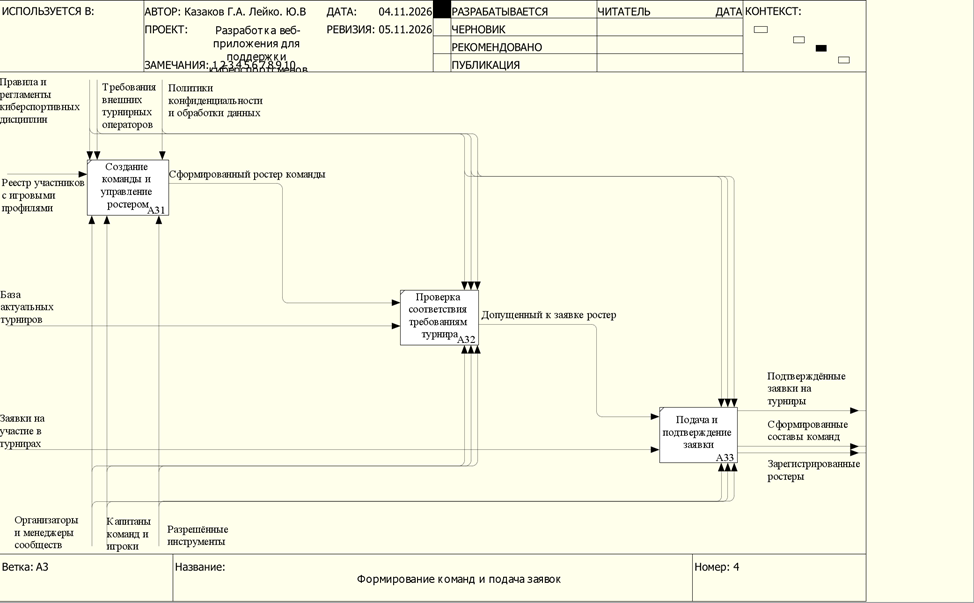 ИСПОЛЬЗУЕТСЯ В:
АВТОР: Казаков Г.А. Лейко. Ю.В
ДАТА: 04.11.2026
ПРОЕКТ: Разработка веб-
приложения для
поддержки
киберспортсменов
РЕВИЗИЯ: 05.11.2026
ЗАМЕЧАНИЯ: 1 2 3 4 5 6 7 8 9 10
РАЗРАБАТЫВАЕТСЯ
ЧЕРНОВИК
РЕКОМЕНДОВАНО
ПУБЛИКАЦИЯ
ЧИТАТЕЛЬ
ДАТА
КОНТЕКСТ:
Правила и
регламенты
киберспортивных
дисциплин
Требования
внешних
турнирных
операторов
Политики
конфиденциальности
и обработки данных
Реестр участников
с игровыми
профилями
Создание
команды и
управление
ростером
A31
Сформированный ростер команды
База
актуальных
турниров
Проверка
соответствия
требованиям
турнира
A32
Допущенный к заявке ростер
Заявки на
участие в
турнирах
Подача и
подтверждение
заявки
A33
Подтверждённые
заявки на
турниры
Сформированные
составы команд
Зарегистрированные
ростеры
Организаторы
и менеджеры
сообществ
Капитаны
команд и
игроки
Разрешённые
инструменты
Ветка: A3
Название:
Формирование команд и подача заявок
Номер: 4